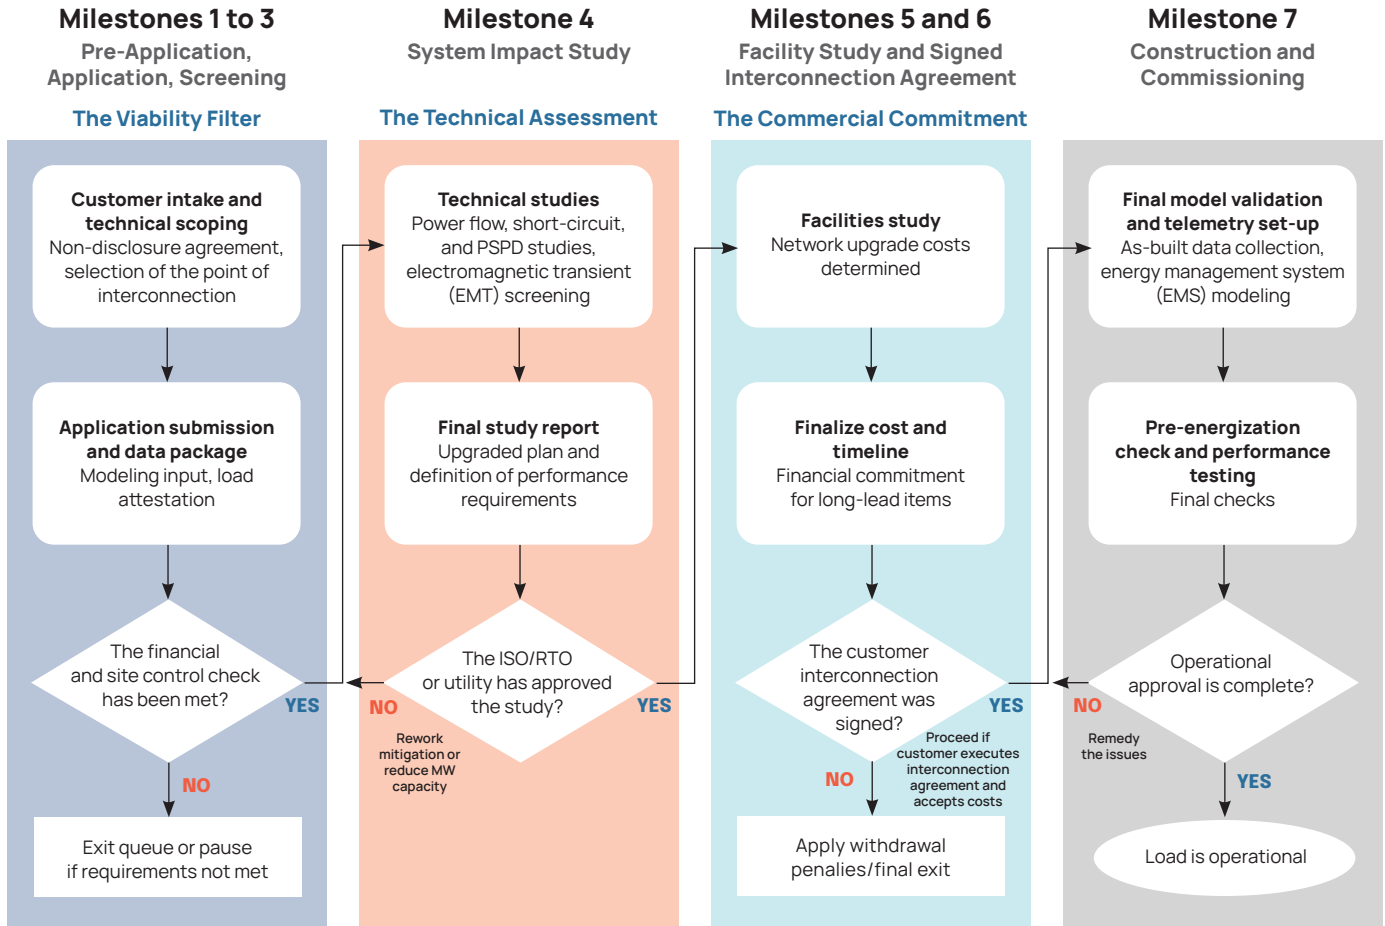 Milestones 1 to 3
Pre-Application,
Application, Screening
The Viability Filter
Customer intake and
technical scoping
Non-disclosure agreement,
selection of the point of
interconnection
Application submission
and data package
Modeling input, load
attestation
The financial
and site control check
has been met?
YES
NO
Exit queue or pause
if requirements not met
Milestone 4
System Impact Study
The Technical Assessment
Technical studies
Power flow, short-circuit,
and PSPD studies,
electromagnetic transient
(EMT) screening
Final study report
Upgraded plan and
definition of performance
requirements
The ISO/RTO
or utility has approved
the study?
NO
Rework
mitigation or
reduce MW
capacity
YES
Milestones 5 and 6
Facility Study and Signed
Interconnection Agreement
The Commercial Commitment
Facilities study
Network upgrade costs
determined
Finalize cost and
timeline
Financial commitment
for long-lead items
The customer
interconnection
agreement was
signed?
YES
Proceed if
customer executes
interconnection
agreement and
accepts costs
NO
Apply withdrawal
penalies/final exit
Milestone 7
Construction and
Commissioning
Final model validation
and telemetry set-up
As-built data collection,
energy management system
(EMS) modeling
Pre-energization
check and performance
testing
Final checks
Operational
approval is complete?
NO
Remedy
the issues
YES
Load is operational